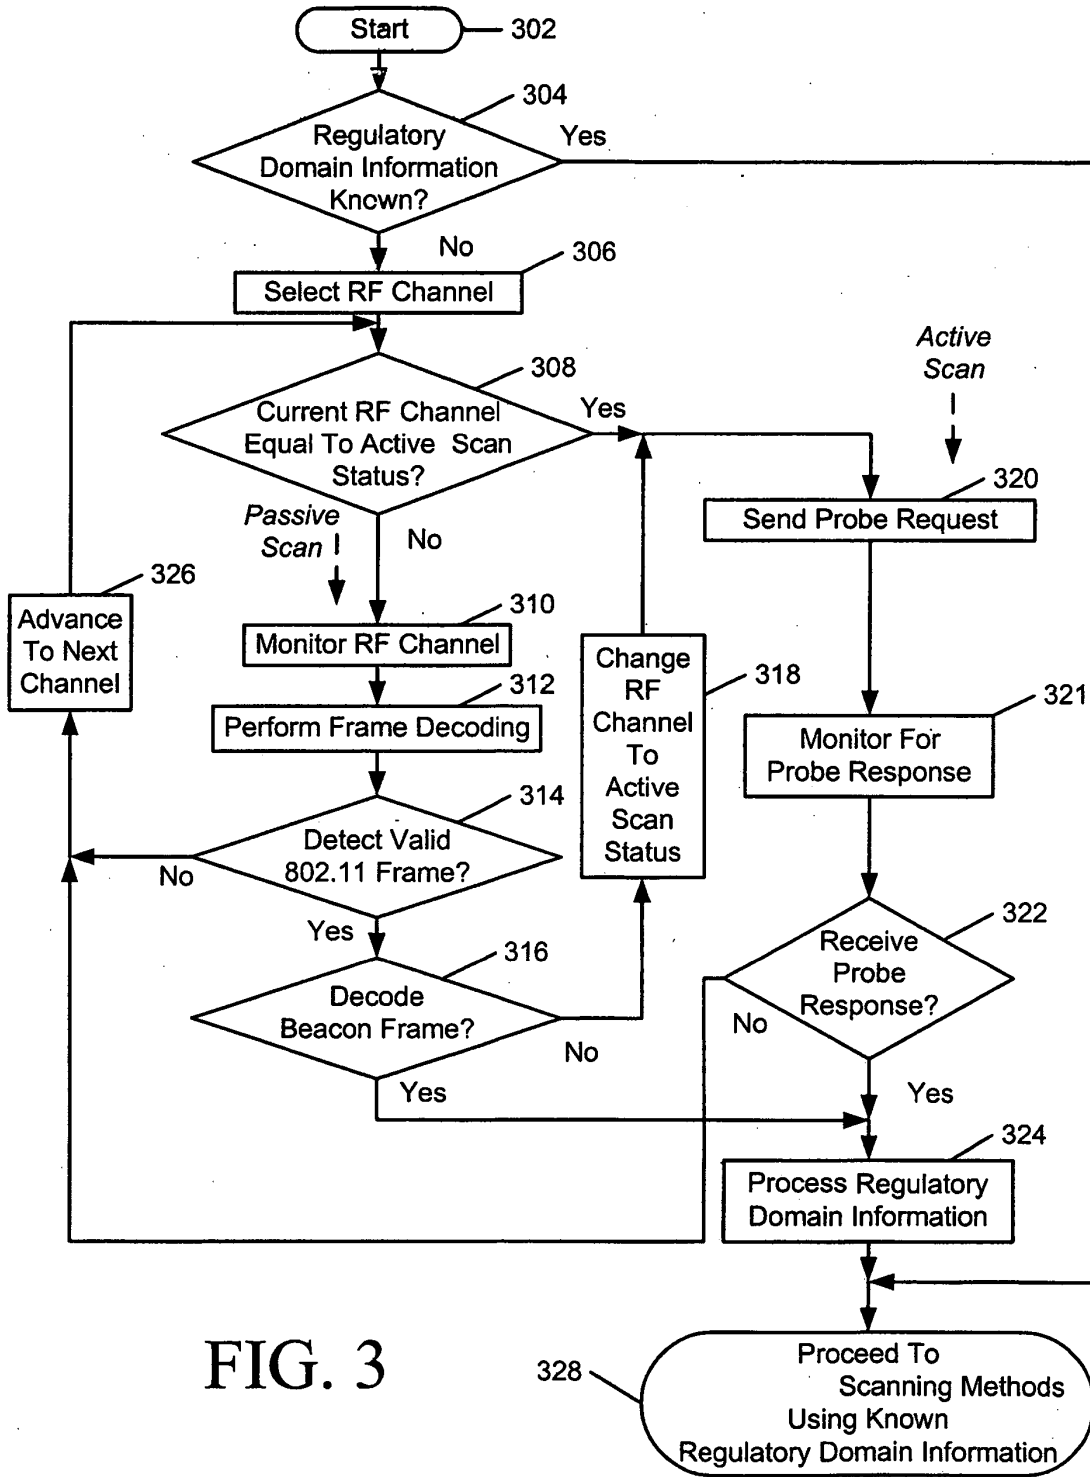 Start
302
304
Regulatory
Domain Information
Known?
Yes
No
306
Select RF Channel
308
Current RF Channel
Equal To Active Scan
Status?
Yes
Active
Scan
320
Send Probe Request
Passive
Scan
No
326
Advance
To Next
Channel
310
Monitor RF Channel
312
Perform Frame Decoding
Change
RF
Channel
To
Active
Scan
Status
318
321
Monitor For
Probe Response
314
Detect Valid
802.11 Frame?
No
Yes
316
Decode
Beacon Frame?
No
Yes
322
Receive
Probe
Response?
No
Yes
324
Process Regulatory
Domain Information
FIG. 3
328
Proceed To
Scanning Methods
Using Known
Regulatory Domain Information